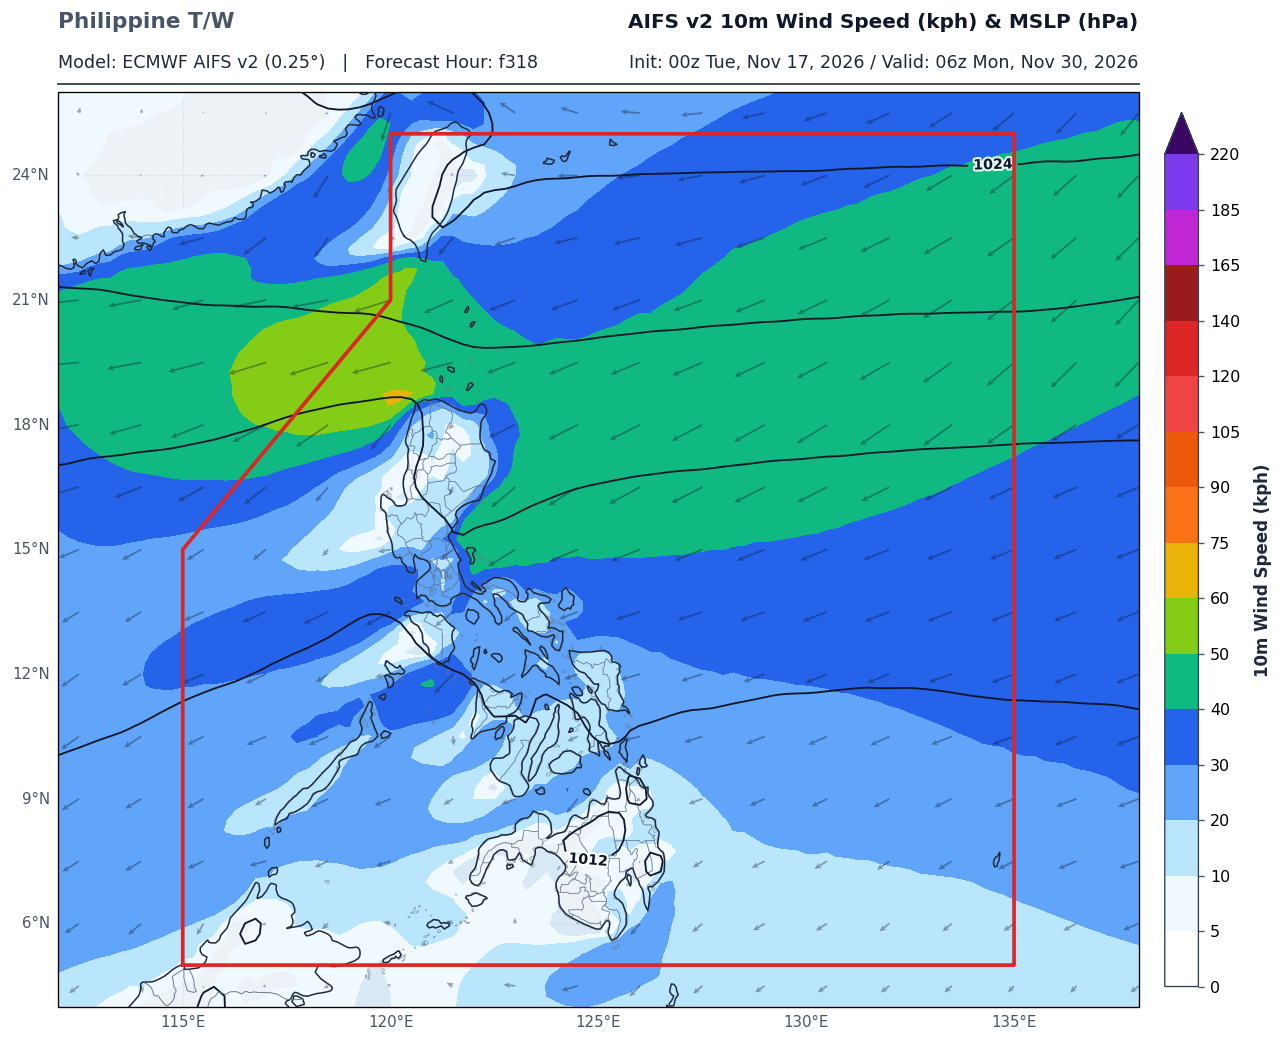 Philippine T/W
AIFS v2 10m Wind Speed (kph) & MSLP (hPa)
Model: ECMWF AIFS v2 (0.25°) | Forecast Hour: f318
Init: 00z Tue, Nov 17, 2026 / Valid: 06z Mon, Nov 30, 2026
24°N
21°N
18°N
15°N
12°N
9°N
6°N
1024
1012
115°E
120°E
125°E
130°E
135°E
220
185
165
140
120
105
90
75
60
50
40
30
20
10
5
0
10m Wind Speed (kph)